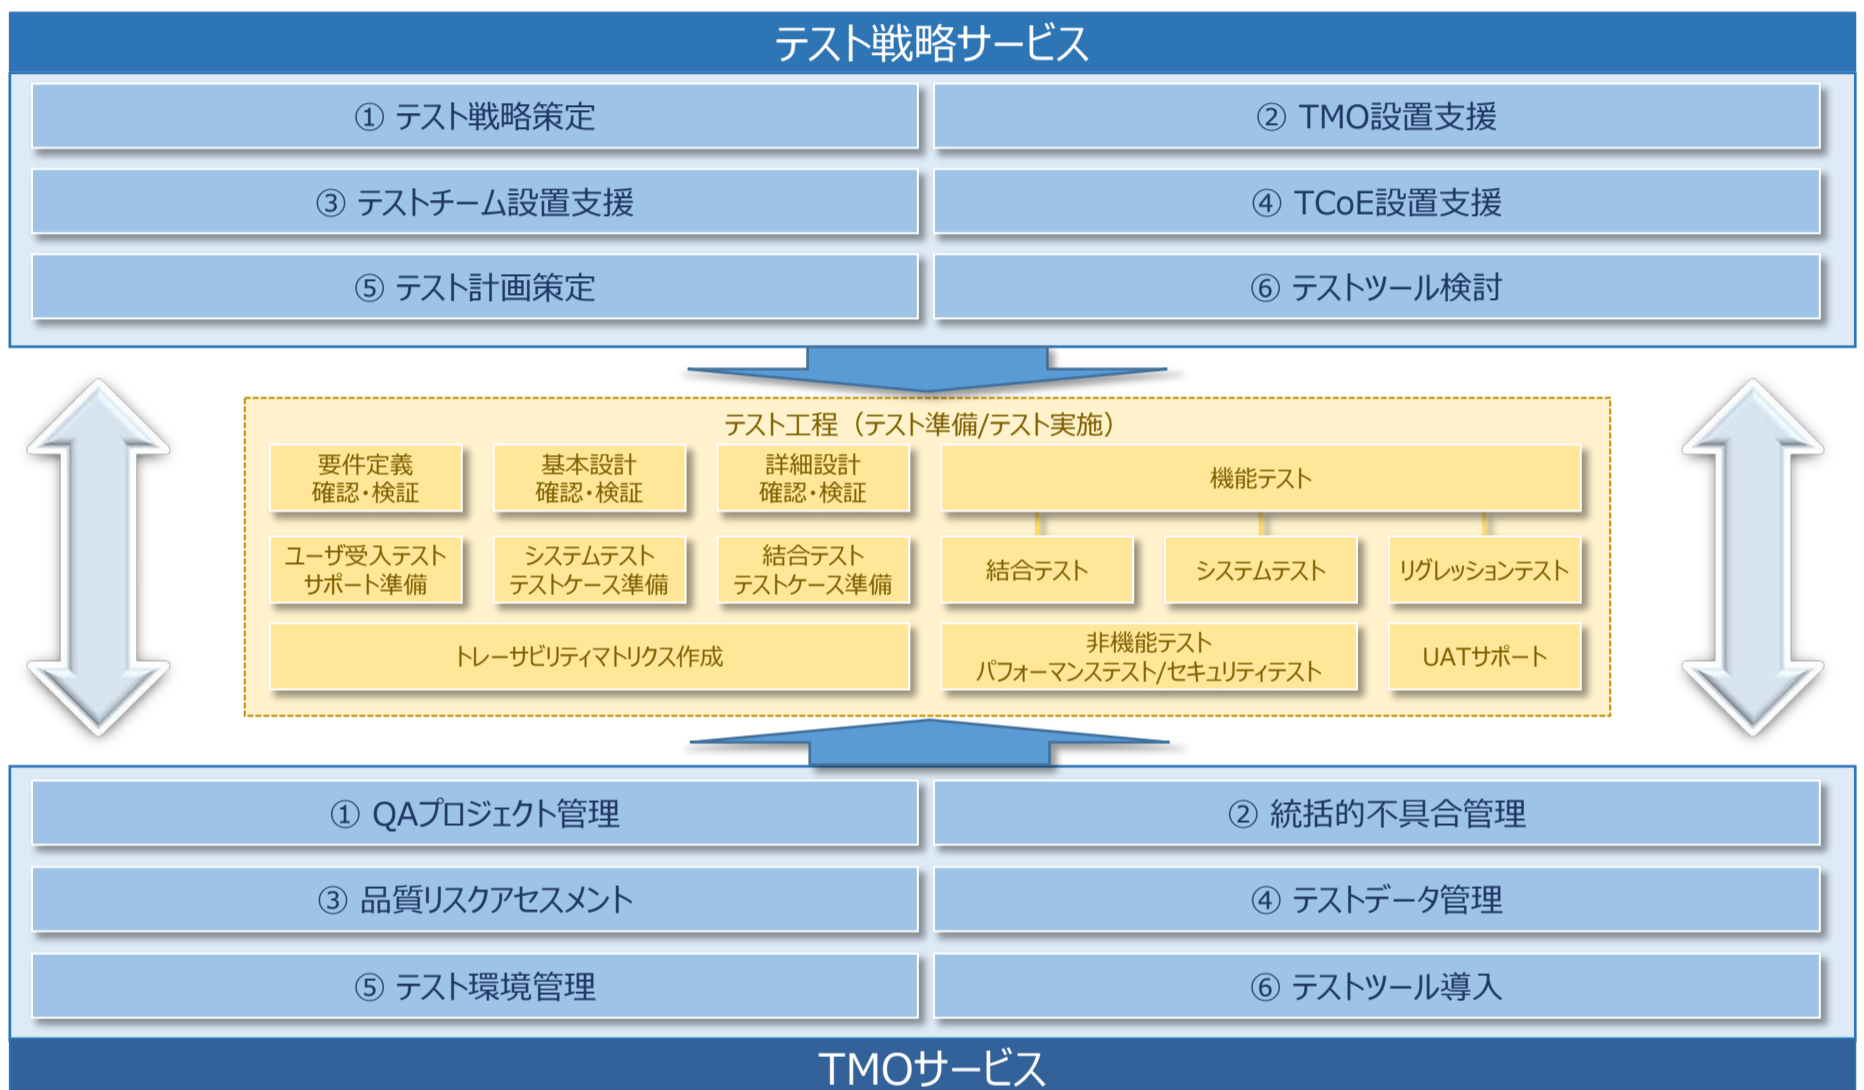 テスト戦略サービス
① テスト戦略策定
② TMO設置支援
③ テストチーム設置支援
④ TCoE設置支援
⑤ テスト計画策定
⑥ テストツール検討
テスト工程（テスト準備/テスト実施）
要件定義
確認・検証
基本設計
確認・検証
詳細設計
確認・検証
機能テスト
ユーザ受入テスト
サポート準備
システムテスト
テストケース準備
結合テスト
テストケース準備
結合テスト
システムテスト
リグレッションテスト
トレーサビリティマトリクス作成
非機能テスト
パフォーマンステスト/セキュリティテスト
UATサポート
① QAプロジェクト管理
② 統括的不具合管理
③ 品質リスクアセスメント
④ テストデータ管理
⑤ テスト環境管理
⑥ テストツール導入
TMOサービス